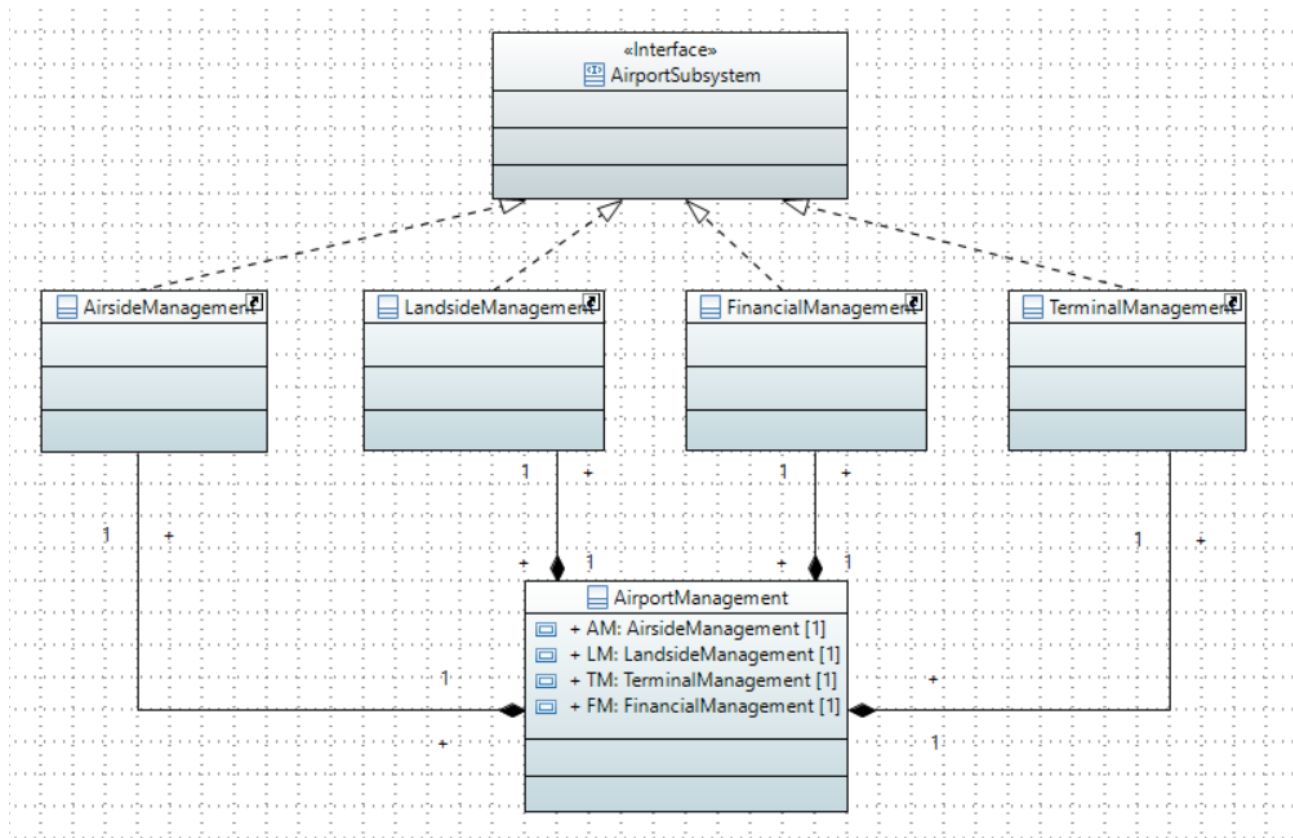 «Interface»
AirportSubsystem
AirsideManagement
LandsideManagement
FinancialManagement
TerminalManagement
1 +
1 +
1 +
1 +
+ 1
+ 1
AirportManagement
+ AM: AirsideManagement [1]
+ LM: LandsideManagement [1]
+ TM: TerminalManagement [1]
+ FM: FinancialManagement [1]
1
+
+
1